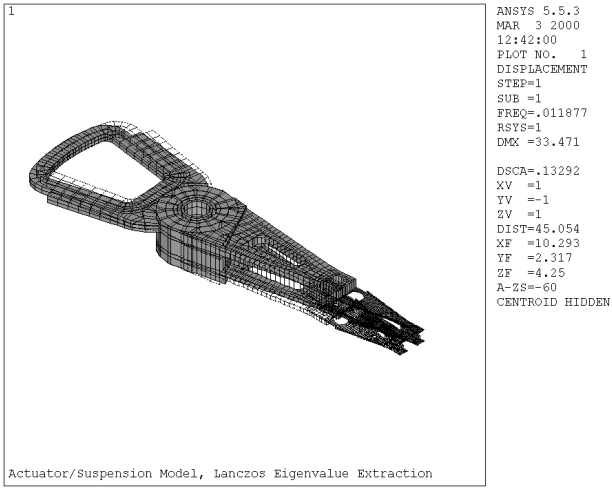 1
ANSYS 5.5.3
MAR  3 2000
12:42:00
PLOT NO.   1
DISPLACEMENT
STEP=1
SUB =1
FREQ=.011877
RSYS=1
DMX =33.471
DSCA=.13292
XV  =1
YV  =-1
ZV  =1
DIST=45.054
XF  =10.293
YF  =2.317
ZF  =4.25
A-ZS=-60
CENTROID HIDDEN
Actuator/Suspension Model, Lanczos Eigenvalue Extraction